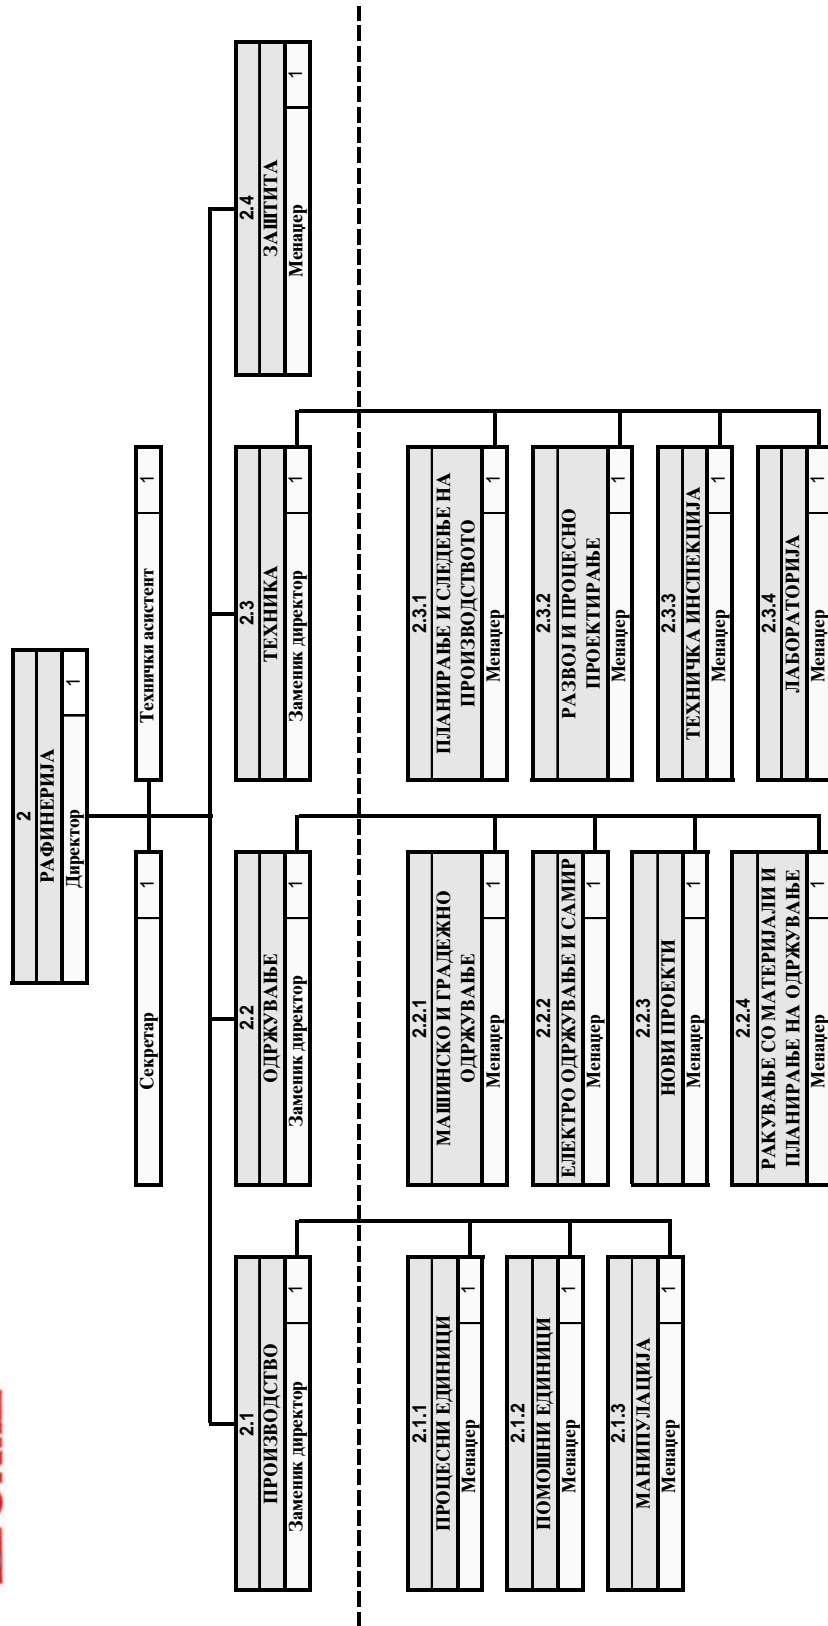 2
РАФИНЕРИЈА
Директор 1
Секретар 1
Технички асистент 1
2.1
ПРОИЗВОДСТВО
Заменик директор 1
2.2
ОДРЖУВАЊЕ
Заменик директор 1
2.3
ТЕХНИКА
Заменик директор 1
2.4
ЗАШТИТА
Менаџер 1
2.1.1
ПРОЦЕСНИ ЕДИНИЦИ
Менаџер 1
2.1.2
ПОМОШНИ ЕДИНИЦИ
Менаџер 1
2.1.3
МАНИПУЛАЦИЈА
Менаџер 1
2.2.1
МАШИНСКО И ГРАДЕЖНО
ОДРЖУВАЊЕ
Менаџер 1
2.2.2
ЕЛЕКТРО ОДРЖУВАЊЕ И САМИР
Менаџер 1
2.2.3
НОВИ ПРОЕКТИ
Менаџер 1
2.2.4
РАКУВАЊЕ СО МАТЕРИЈАЛИ И
ПЛАНИРАЊЕ НА ОДРЖУВАЊЕ
Менаџер 1
2.3.1
ПЛАНИРАЊЕ И СЛЕДЕЊЕ НА
ПРОИЗВОДСТВОТО
Менаџер 1
2.3.2
РАЗВОЈ И ПРОЦЕСНО
ПРОЕКТИРАЊЕ
Менаџер 1
2.3.3
ТЕХНИЧКА ИНСПЕКЦИЈА
Менаџер 1
2.3.4
ЛАБОРАТОРИЈА
Менаџер 1